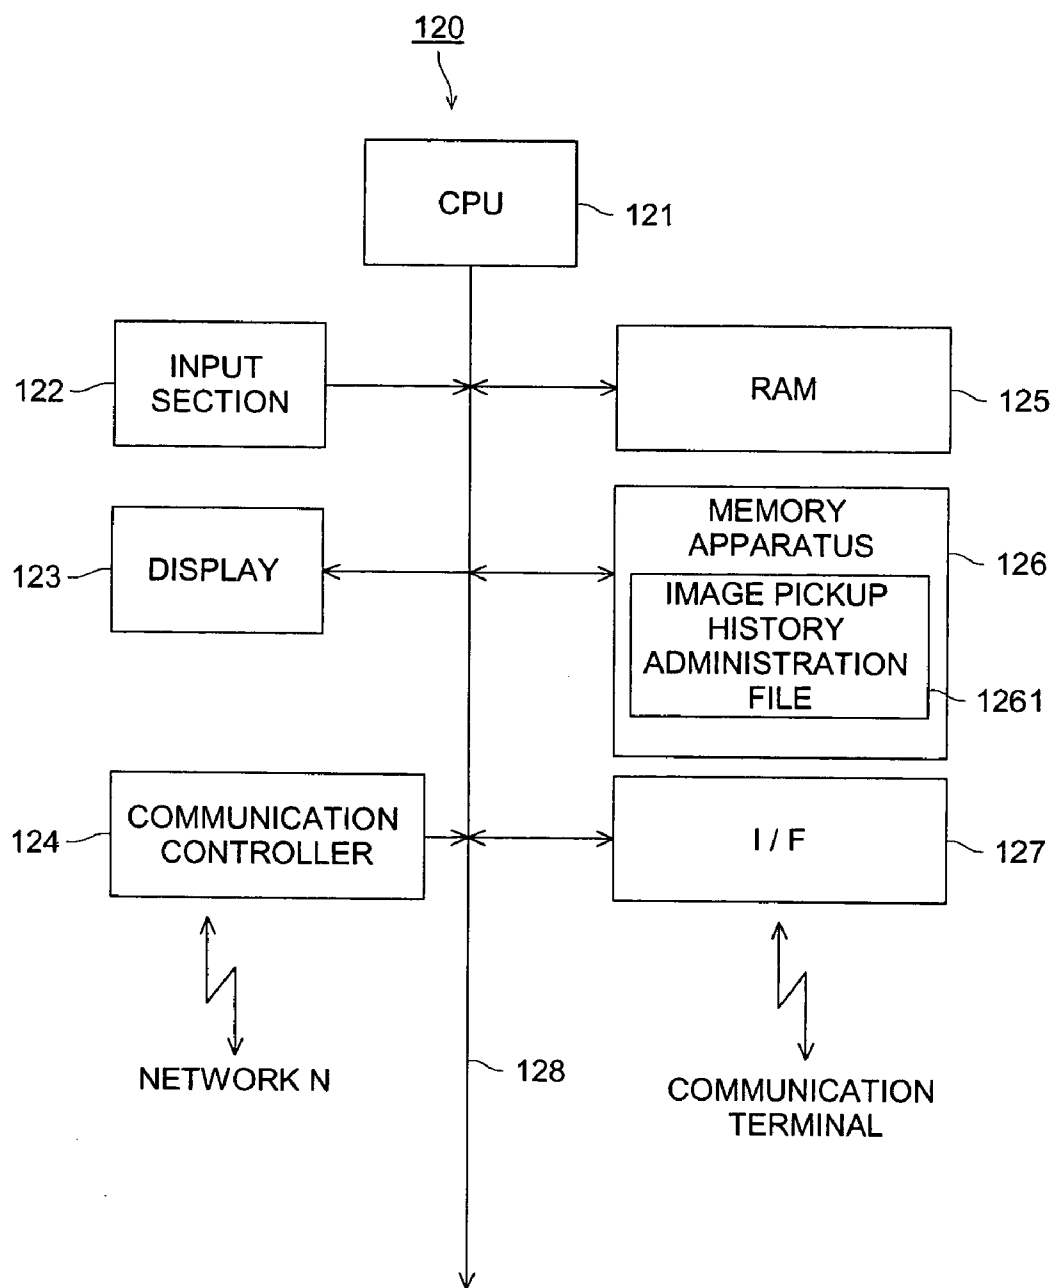 120
CPU
121
INPUT
SECTION
122
RAM
125
DISPLAY
123
MEMORY
APPARATUS
126
IMAGE PICKUP
HISTORY
ADMINISTRATION
FILE
1261
COMMUNICATION
CONTROLLER
124
I / F
127
NETWORK N
128
COMMUNICATION
TERMINAL